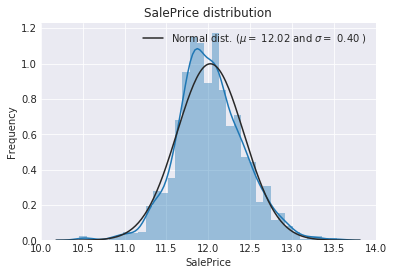 SalePrice distribution
Normal dist. (μ = 12.02 and σ = 0.40 )
Frequency
1.2
1.0
0.8
0.6
0.4
0.2
0.0
10.0 10.5 11.0 11.5 12.0 12.5 13.0 13.5 14.0
SalePrice